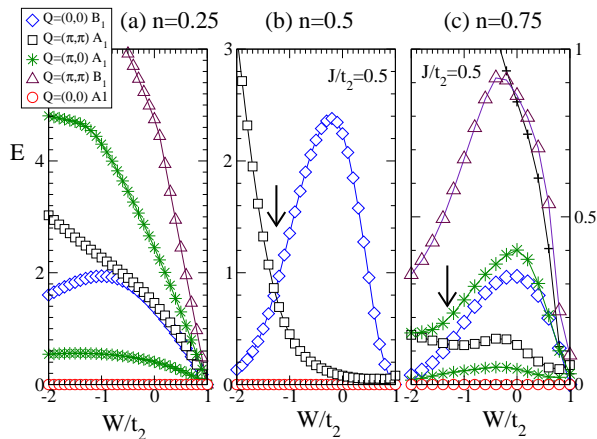 (a) n=0.25
(b) n=0.5
(c) n=0.75
Q=(0,0) B₁
Q=(π,π) A₁
Q=(π,0) A₁
Q=(π,π) B₁
Q=(0,0) A1
J/t₂=0.5
J/t₂=0.5
E
4
2
0
3
2
1
0
1
0.5
0
-2 -1 0 1
-2 -1 0 1
-2 -1 0 1
W/t₂
W/t₂
W/t₂